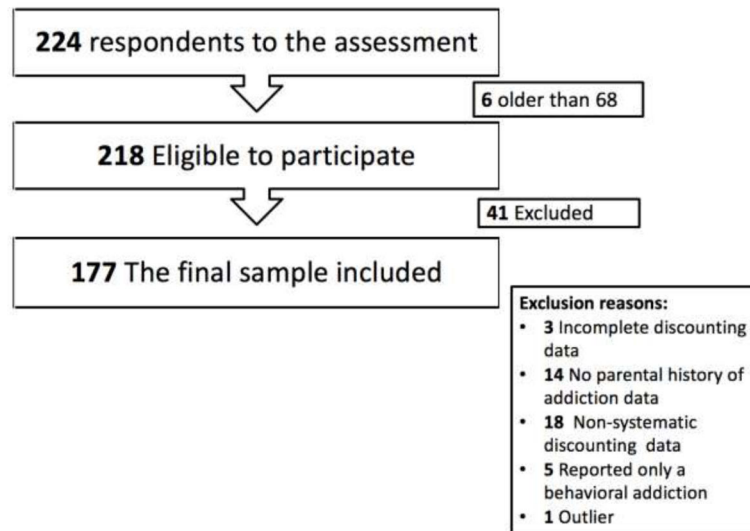 224 respondents to the assessment
6 older than 68
218 Eligible to participate
41 Excluded
177 The final sample included
Exclusion reasons:
• 3 Incomplete discounting
data
• 14 No parental history of
addiction data
• 18 Non-systematic
discounting data
• 5 Reported only a
behavioral addiction
• 1 Outlier